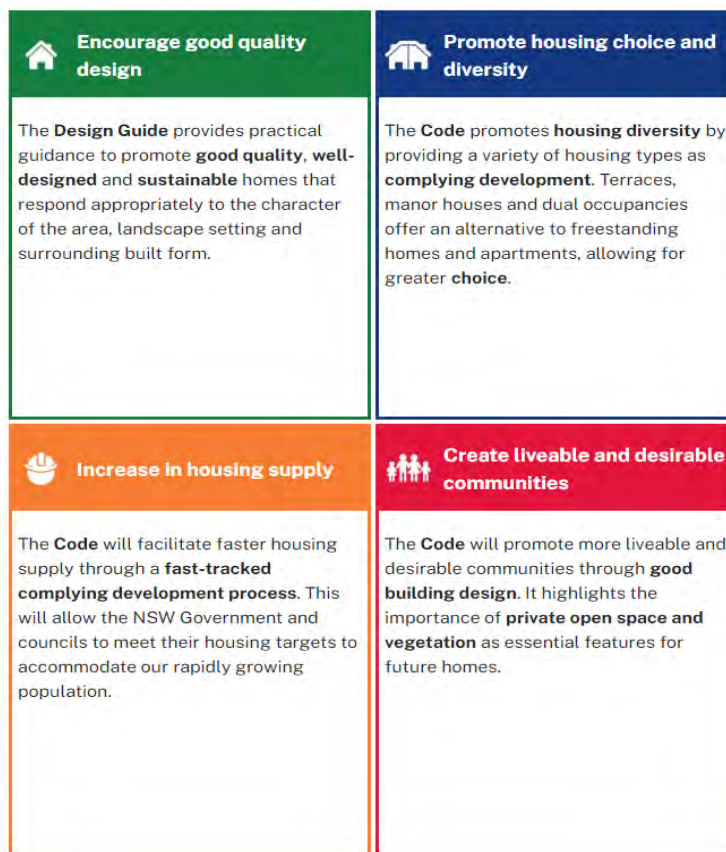 Encourage good quality
design
The Design Guide provides practical
guidance to promote good quality, well-
designed and sustainable homes that
respond appropriately to the character
of the area, landscape setting and
surrounding built form.
Promote housing choice and
diversity
The Code promotes housing diversity by
providing a variety of housing types as
complying development. Terraces,
manor houses and dual occupancies
offer an alternative to freestanding
homes and apartments, allowing for
greater choice.
Increase in housing supply
The Code will facilitate faster housing
supply through a fast-tracked
complying development process. This
will allow the NSW Government and
councils to meet their housing targets to
accommodate our rapidly growing
population.
Create liveable and desirable
communities
The Code will promote more liveable and
desirable communities through good
building design. It highlights the
importance of private open space and
vegetation as essential features for
future homes.